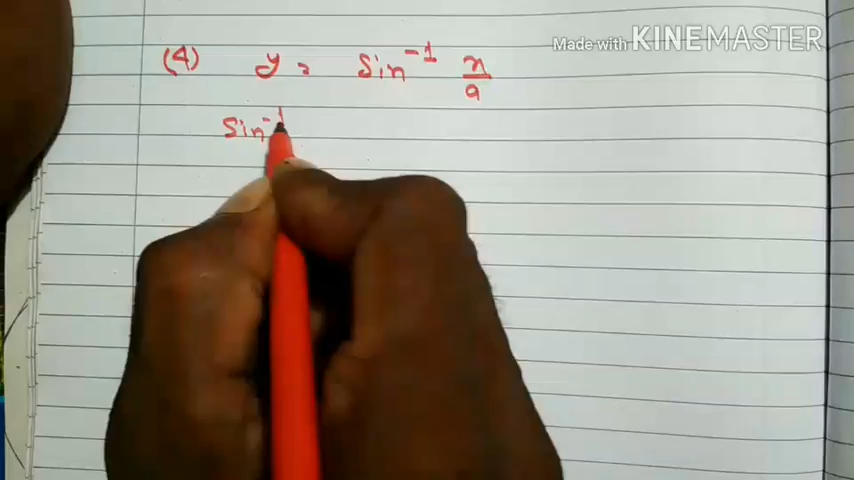 Made with KINEMASTER
(4) y = sin⁻¹ x/a
sin⁻¹